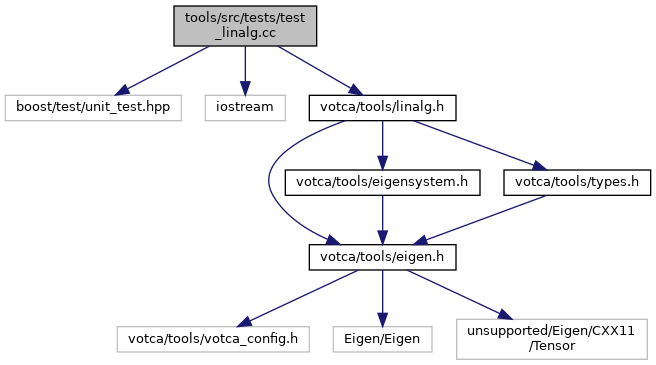 tools/src/tests/test
_linalg.cc
boost/test/unit_test.hpp
iostream
votca/tools/linalg.h
votca/tools/eigensystem.h
votca/tools/types.h
votca/tools/eigen.h
votca/tools/votca_config.h
Eigen/Eigen
unsupported/Eigen/CXX11
/Tensor